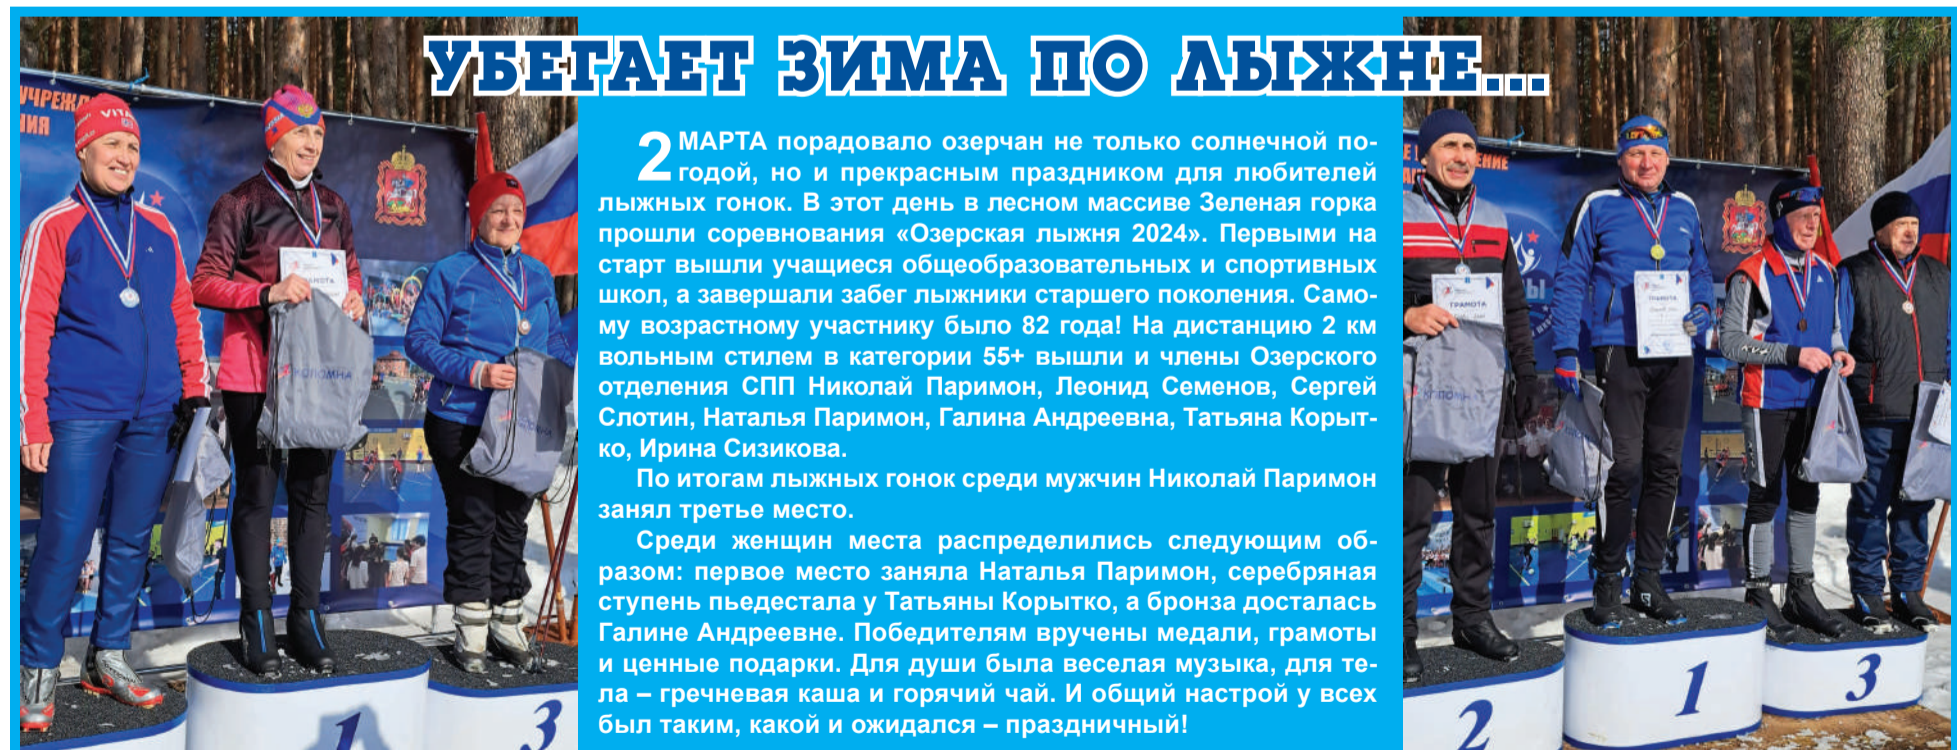 УБЕГАЕТ ЗИМА ПО ЛЫЖНЕ...
2 МАРТА порадовало озерчан не только солнечной по-
годой, но и прекрасным праздником для любителей
лыжных гонок. В этот день в лесном массиве Зеленая горка
прошли соревнования «Озерская лыжня 2024». Первыми на
старт вышли учащиеся общеобразовательных и спортивных
школ, а завершали забег лыжники старшего поколения. Само-
му возрастному участнику было 82 года! На дистанцию 2 км
вольным стилем в категории 55+ вышли и члены Озерского
отделения СПП Николай Паримон, Леонид Семенов, Сергей
Слотин, Наталья Паримон, Галина Андреевна, Татьяна Корыт-
ко, Ирина Сизикова.
По итогам лыжных гонок среди мужчин Николай Паримон
занял третье место.
Среди женщин места распределились следующим об-
разом: первое место заняла Наталья Паримон, серебряная
ступень пьедестала у Татьяны Корытко, а бронза досталась
Галине Андреевне. Победителям вручены медали, грамоты
и ценные подарки. Для души была веселая музыка, для те-
ла – гречневая каша и горячий чай. И общий настрой у всех
был таким, какой и ожидался – праздничный!
VITA
ГРАМОТА
КОЛОМНА
1
3
ГРАМОТА
КОЛОМНА
2
1
3